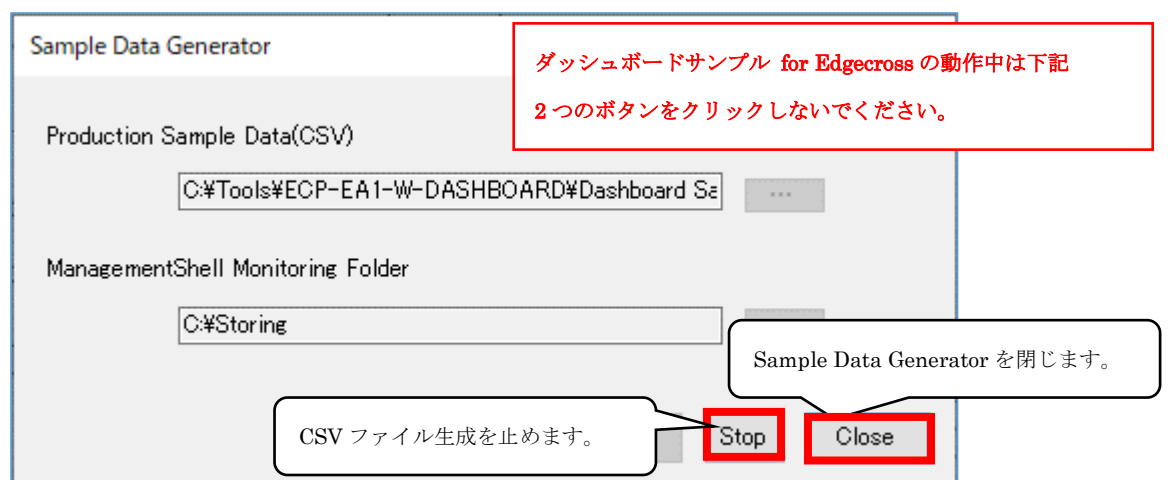 Sample Data Generator
ダッシュボードサンプル for Edgecross の動作中は下記
2 つのボタンをクリックしないでください。
Production Sample Data(CSV)
C:¥Tools¥ECP-EA1-W-DASHBOARD¥Dashboard Sa
...
ManagementShell Monitoring Folder
C:¥Storing
Sample Data Generator を閉じます。
CSV ファイル生成を止めます。
Stop
Close